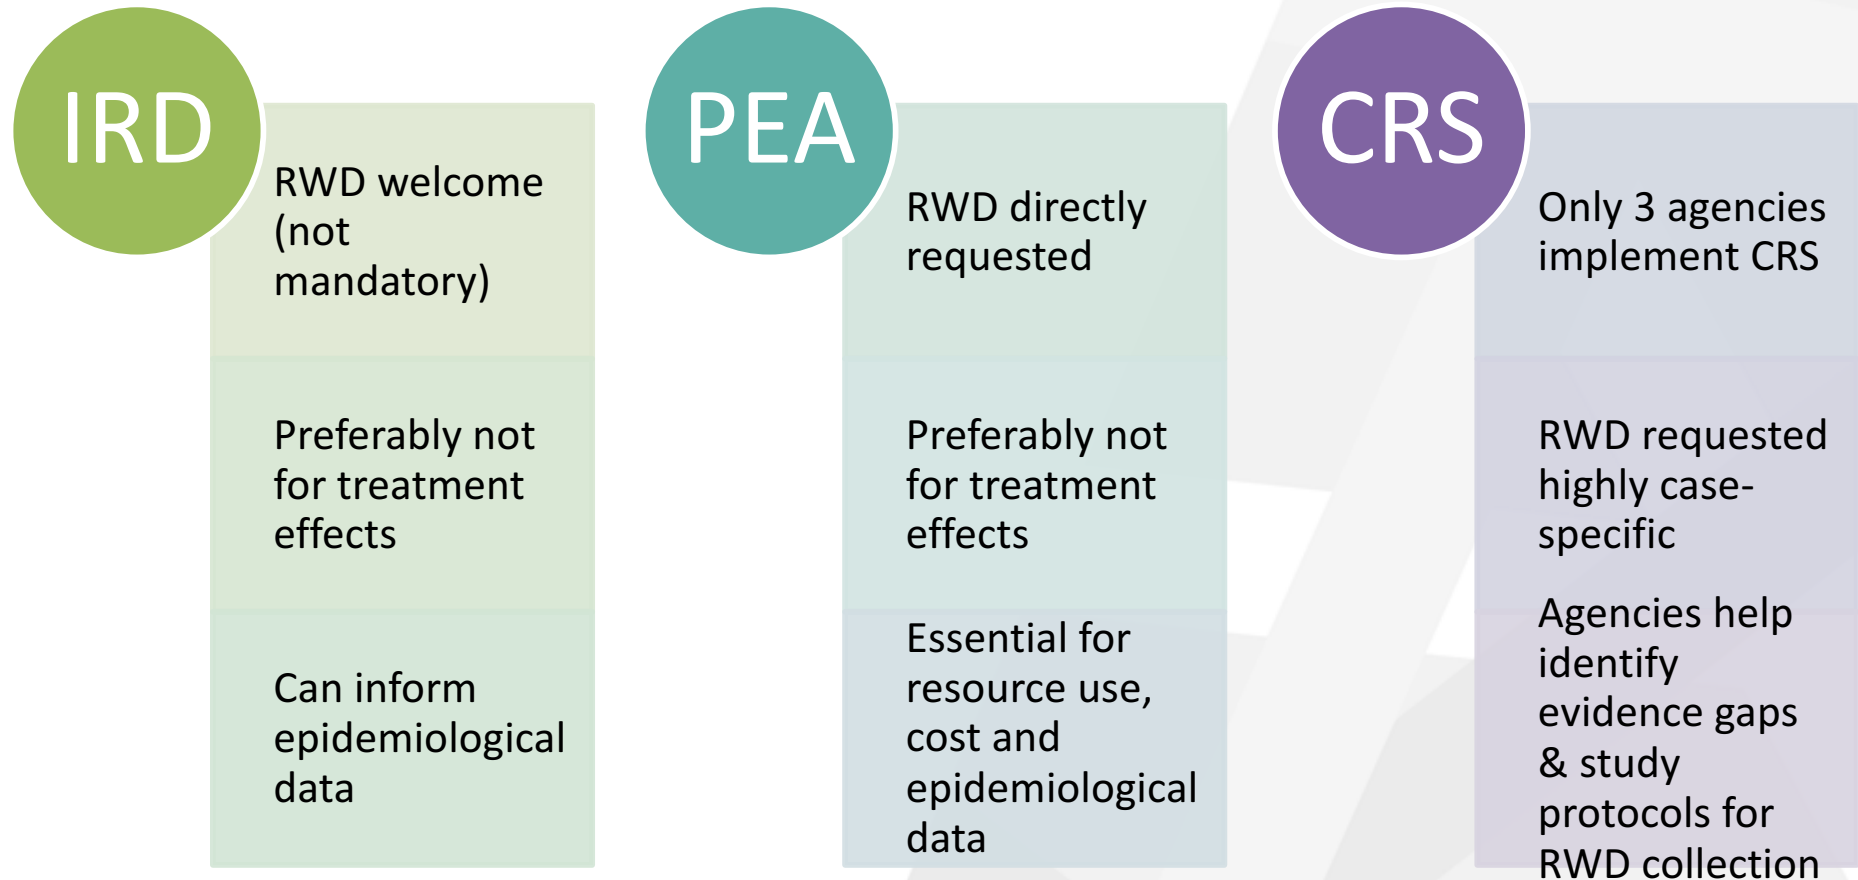 IRD
RWD welcome
(not
mandatory)
Preferably not
for treatment
effects
Can inform
epidemiological
data
PEA
RWD directly
requested
Preferably not
for treatment
effects
Essential for
resource use,
cost and
epidemiological
data
CRS
Only 3 agencies
implement CRS
RWD requested
highly case-
specific
Agencies help
identify
evidence gaps
& study
protocols for
RWD collection